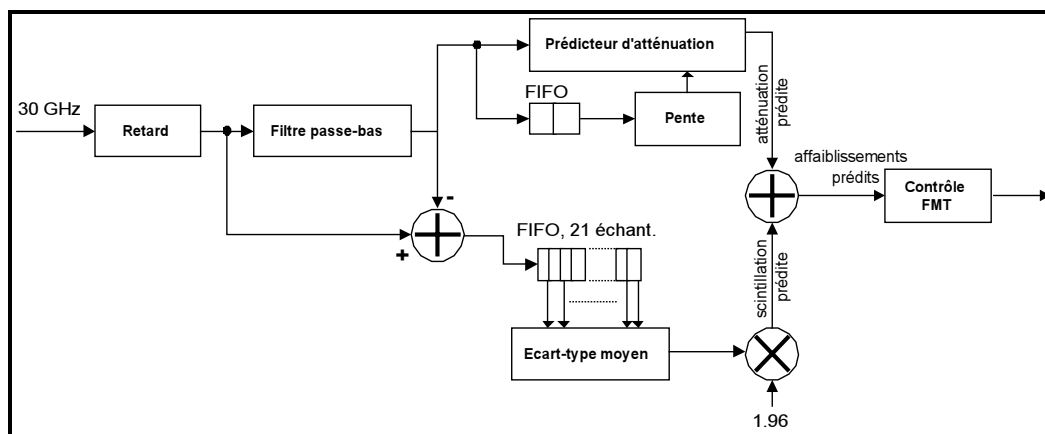 Prédicteur d'atténuation
30 GHz
Retard
Filtre passe-bas
FIFO
Pente
atténuation
prédite
affaiblissements
prédits
Contrôle
FMT
-
+
FIFO, 21 échant.
scintillation
prédite
Ecart-type moyen
1.96